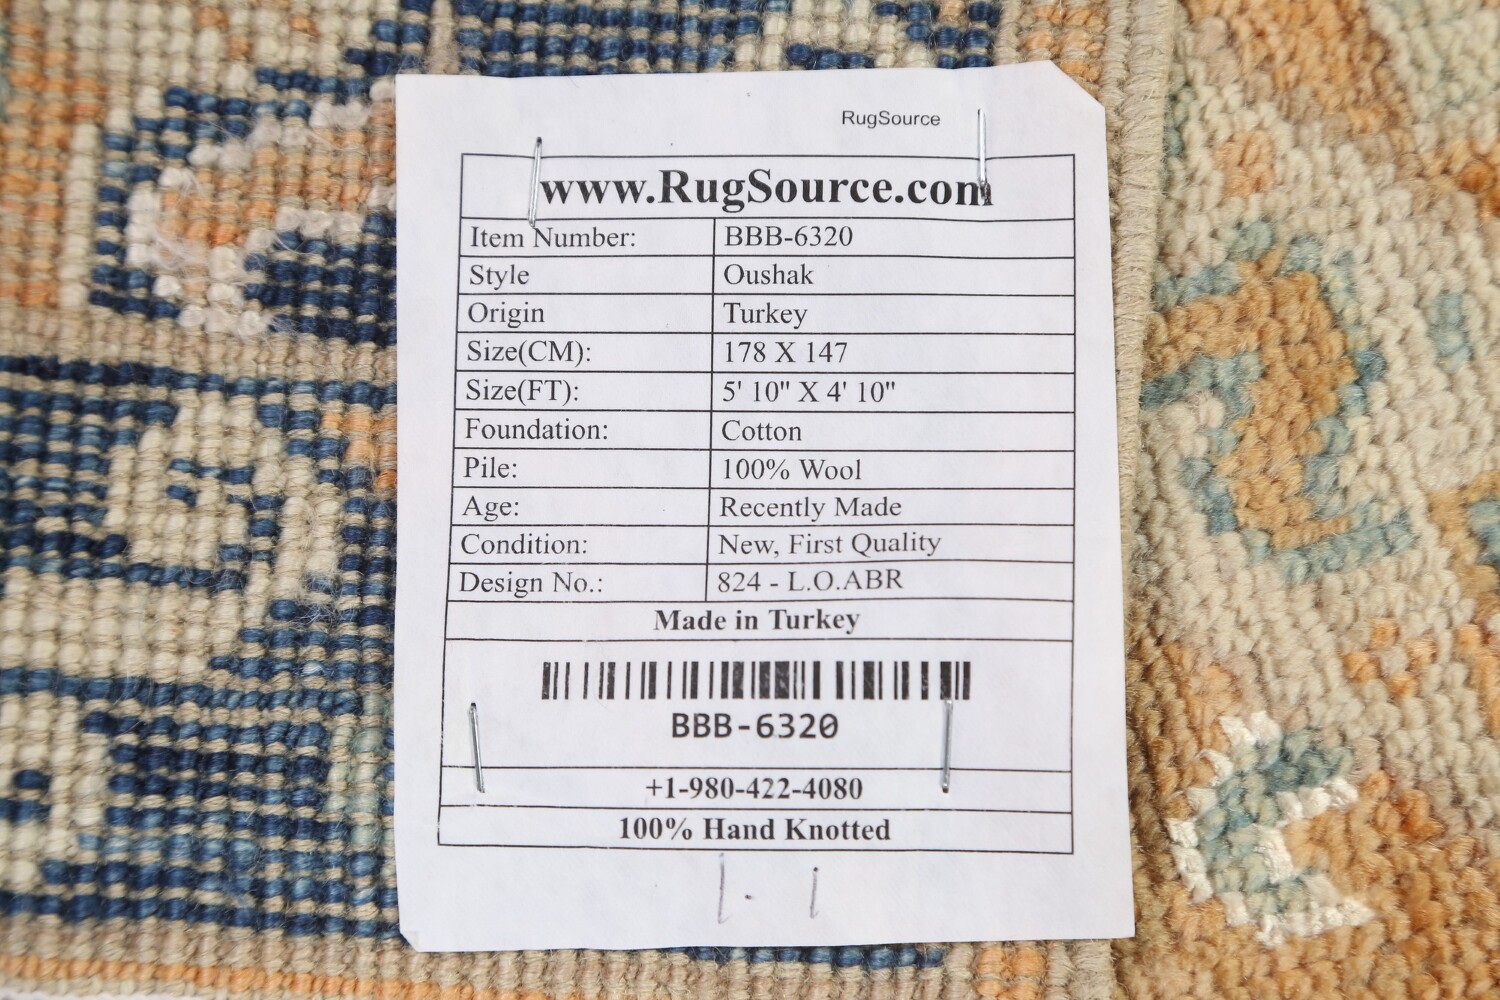 RugSource
www.RugSource.com
Item Number: BBB-6320
Style Oushak
Origin Turkey
Size(CM): 178 X 147
Size(FT): 5' 10" X 4' 10"
Foundation: Cotton
Pile: 100% Wool
Age: Recently Made
Condition: New, First Quality
Design No.: 824 - L.O.ABR
Made in Turkey
BBB-6320
+1-980-422-4080
100% Hand Knotted
1. 1